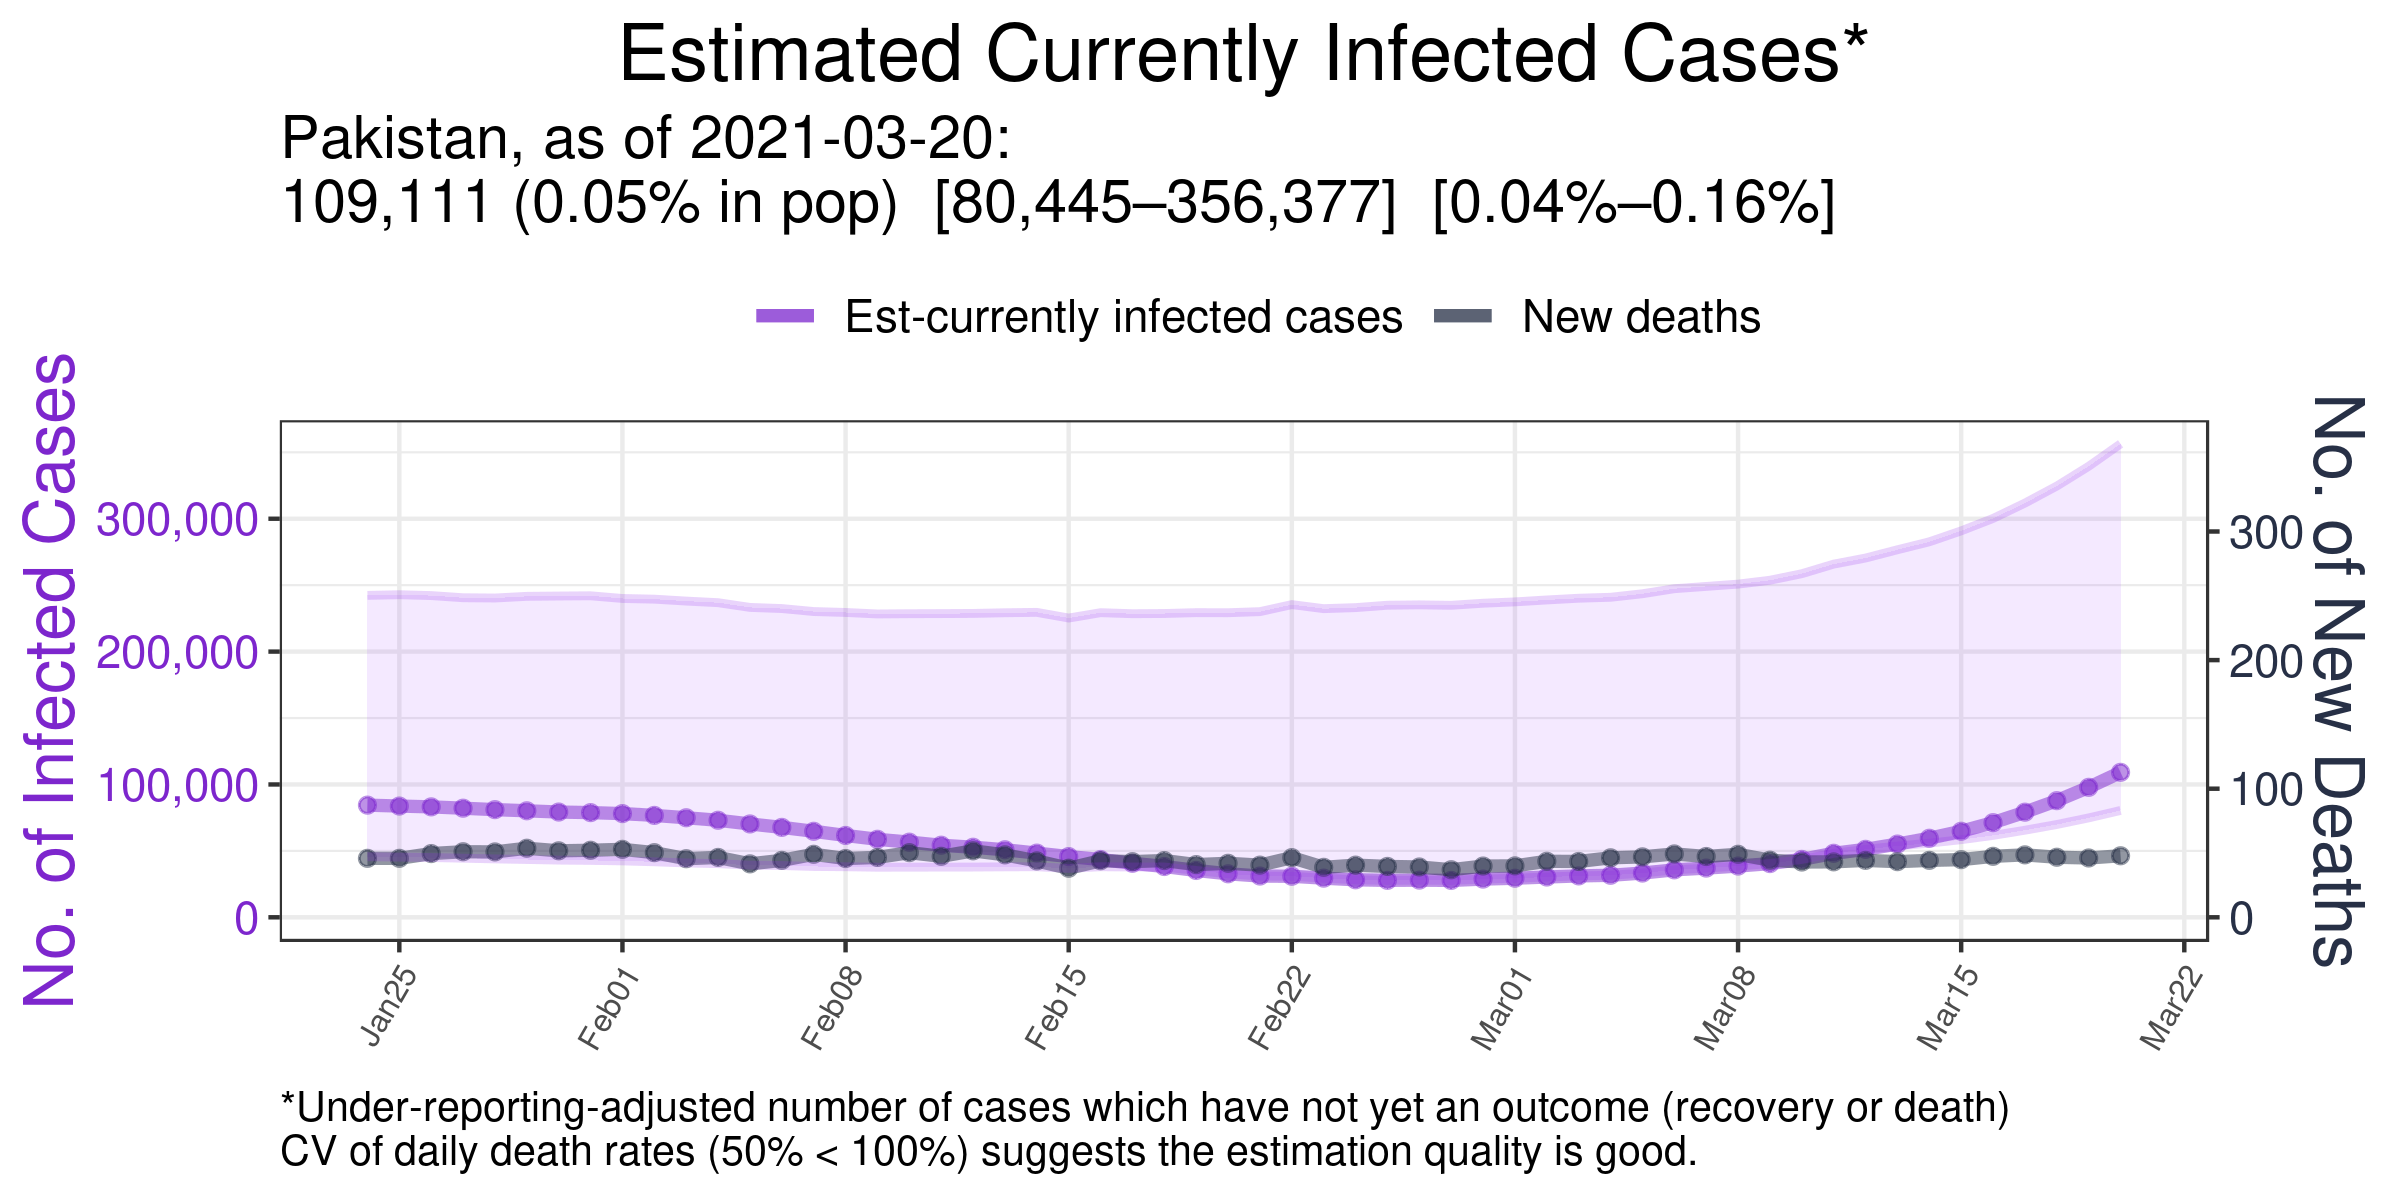 Estimated Currently Infected Cases*
Pakistan, as of 2021-03-20:
109,111 (0.05% in pop)  [80,445–356,377]  [0.04%–0.16%]
Est-currently infected cases
New deaths
No. of Infected Cases
300,000
200,000
100,000
0
300
200
100
0
No. of New Deaths
Jan25
Feb01
Feb08
Feb15
Feb22
Mar01
Mar08
Mar15
Mar22
*Under-reporting-adjusted number of cases which have not yet an outcome (recovery or death)
CV of daily death rates (50% < 100%) suggests the estimation quality is good.